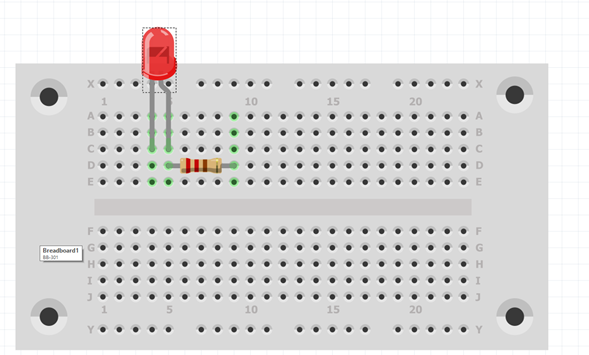 X X
1 10 15 20
A A
B B
C C
D D
E E
F F
G G
Breadboard1
BB-301
H H
I I
J J
1 5 10 15 20
Y Y